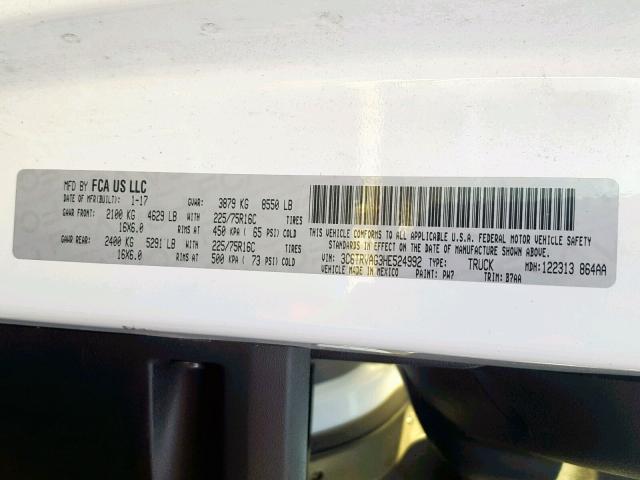 MFD BY FCA US LLC
DATE OF MFR(BUILT): 1-17 GVWR: 3879 KG 8550 LB
GAWR FRONT: 2100 KG 4629 LB WITH 225/75R16C TIRES
16X6.0 RIMS AT 450 KPA ( 65 PSI) COLD
GAWR REAR: 2400 KG 5291 LB WITH 225/75R16C TIRES
16X6.0 RIMS AT 500 KPA ( 73 PSI) COLD
THIS VEHICLE CONFORMS TO ALL APPLICABLE U.S.A. FEDERAL MOTOR VEHICLE SAFETY
STANDARDS IN EFFECT ON THE DATE OF MANUFACTURE SHOWN ABOVE.
VIN: 3C6TRVAG3HE524992 TYPE: TRUCK MDH: 122313 864AA
VEHICLE MADE IN MEXICO PAINT: PW7 TRIM: B7AA